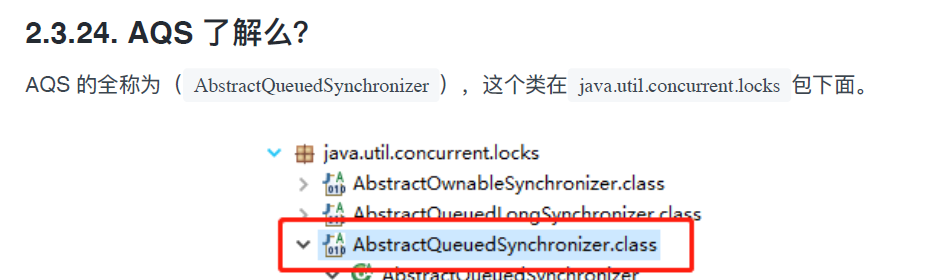 2.3.24. AQS 了解么？
AQS 的全称为（AbstractQueuedSynchronizer），这个类在 java.util.concurrent.locks 包下面。
java.util.concurrent.locks
AbstractOwnableSynchronizer.class
AbstractQueuedLongSynchronizer.class
AbstractQueuedSynchronizer.class
AbstractQueuedSynchronizer